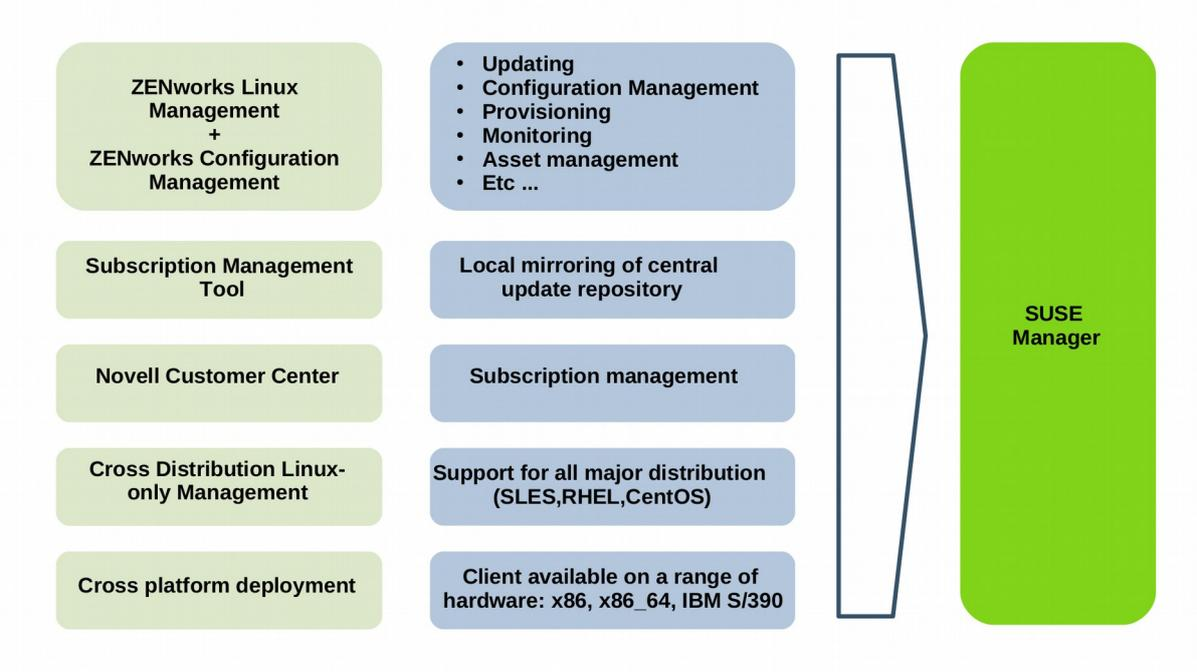 ZENworks Linux
Management
+
ZENworks Configuration
Management
• Updating
• Configuration Management
• Provisioning
• Monitoring
• Asset management
• Etc ...
Subscription Management
Tool
Local mirroring of central
update repository
Novell Customer Center
Subscription management
Cross Distribution Linux-
only Management
Support for all major distribution
(SLES,RHEL,CentOS)
Cross platform deployment
Client available on a range of
hardware: x86, x86_64, IBM S/390
SUSE
Manager